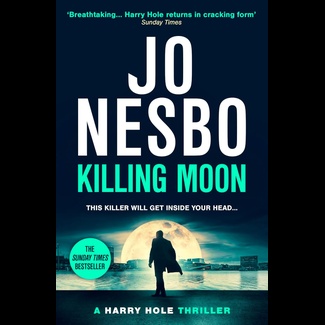 ‘Breathtaking... Harry Hole returns in cracking form’
Sunday Times
JO
NESBO
KILLING MOON
THIS KILLER WILL GET INSIDE YOUR HEAD...
THE
SUNDAY TIMES
BESTSELLER
A HARRY HOLE THRILLER